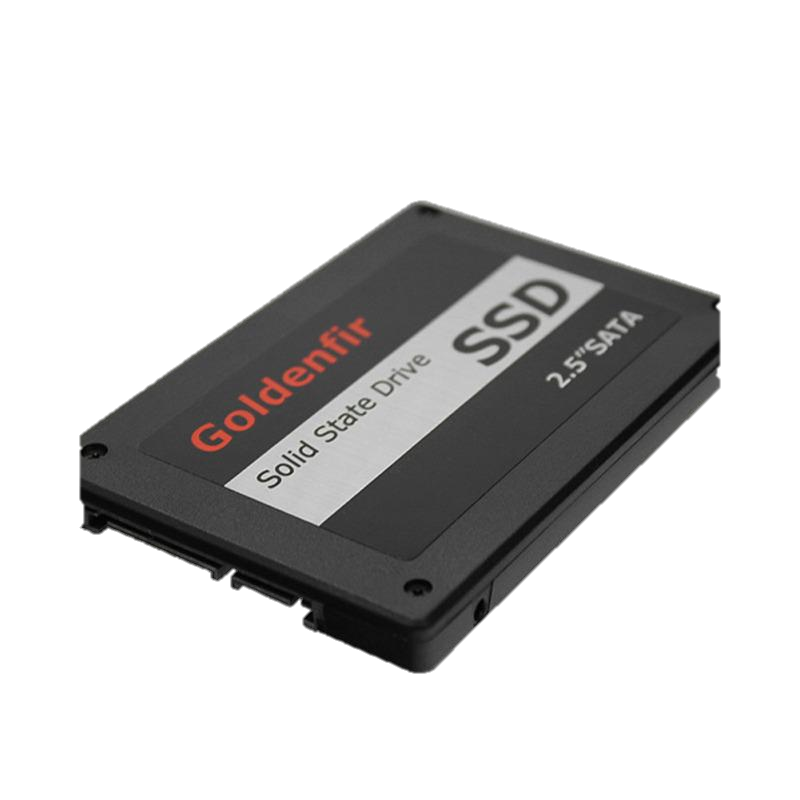 Goldenfir
Solid State Drive
SSD
2.5"SATA